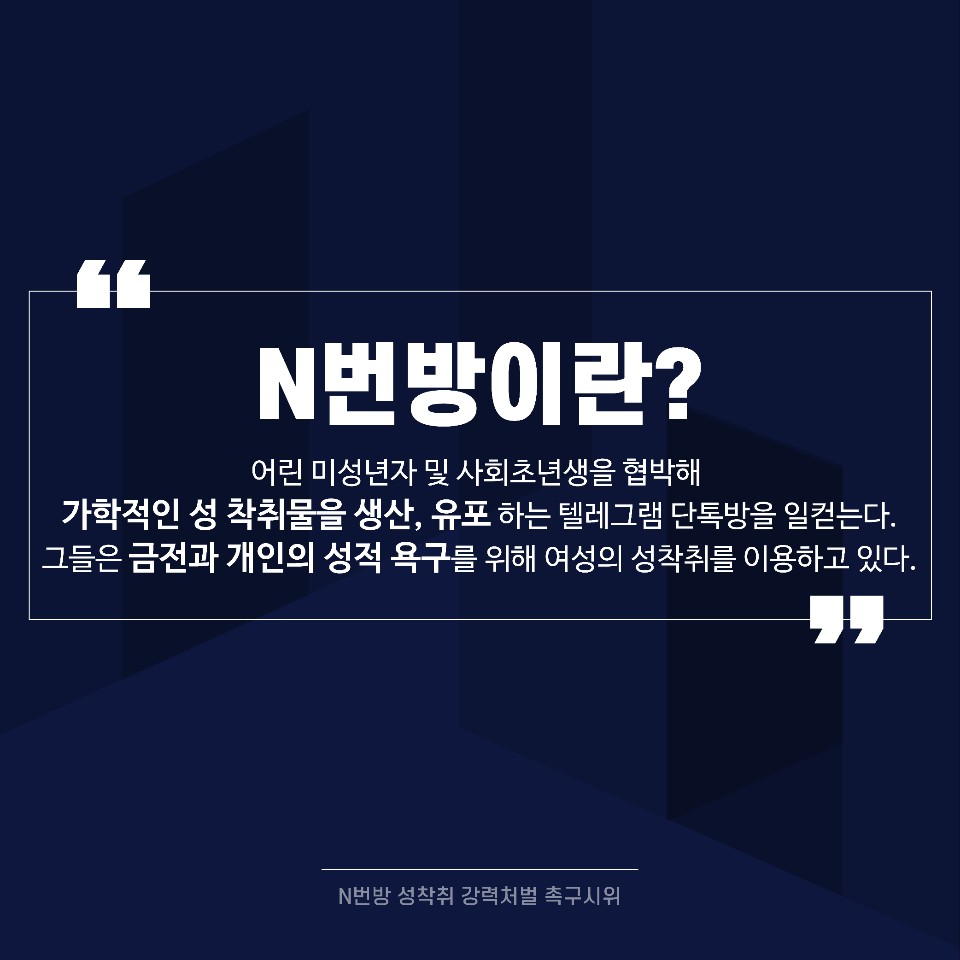 N번방이란?
어린 미성년자 및 사회초년생을 협박해
가학적인 성 착취물을 생산, 유포 하는 텔레그램 단톡방을 일컫는다.
그들은 금전과 개인의 성적 욕구를 위해 여성의 성착취를 이용하고 있다.
N번방 성착취 강력처벌 촉구시위